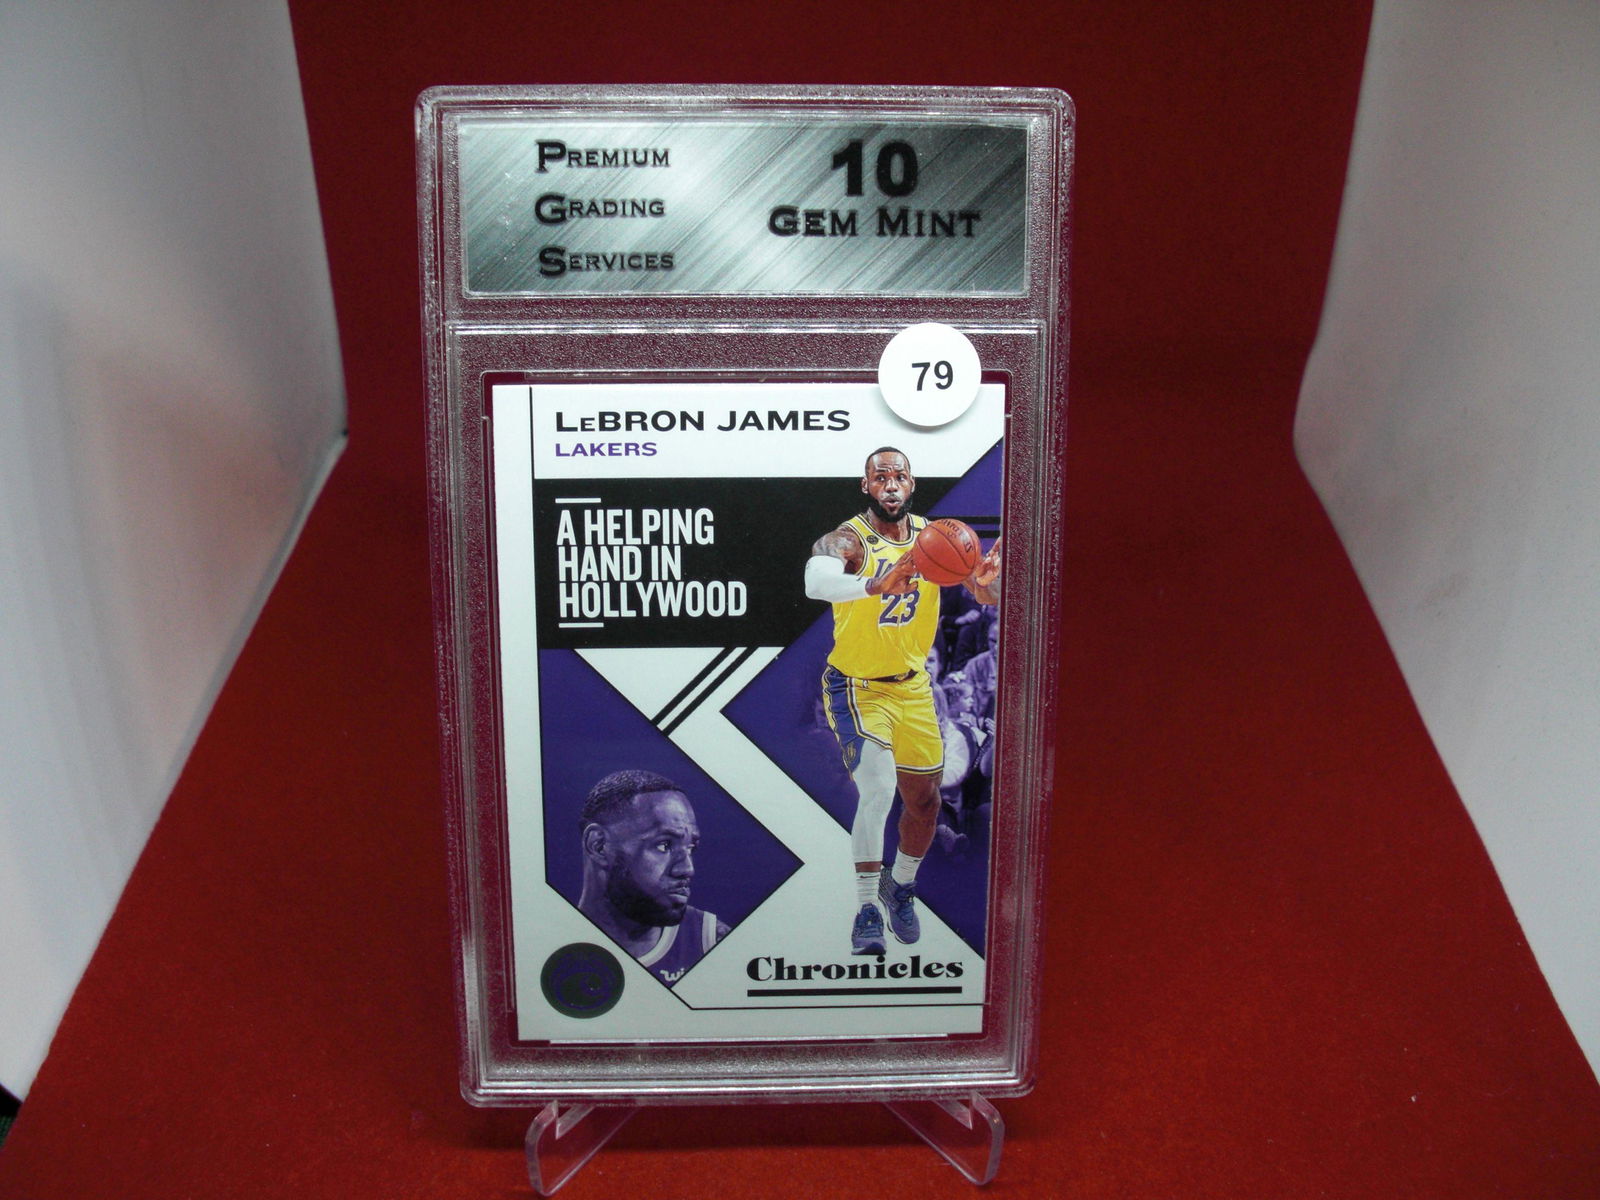 PREMIUM
GRADING
SERVICES
10
GEM MINT
79
LeBRON JAMES
LAKERS
A HELPING
HAND IN
HOLLYWOOD
23
Chronicles